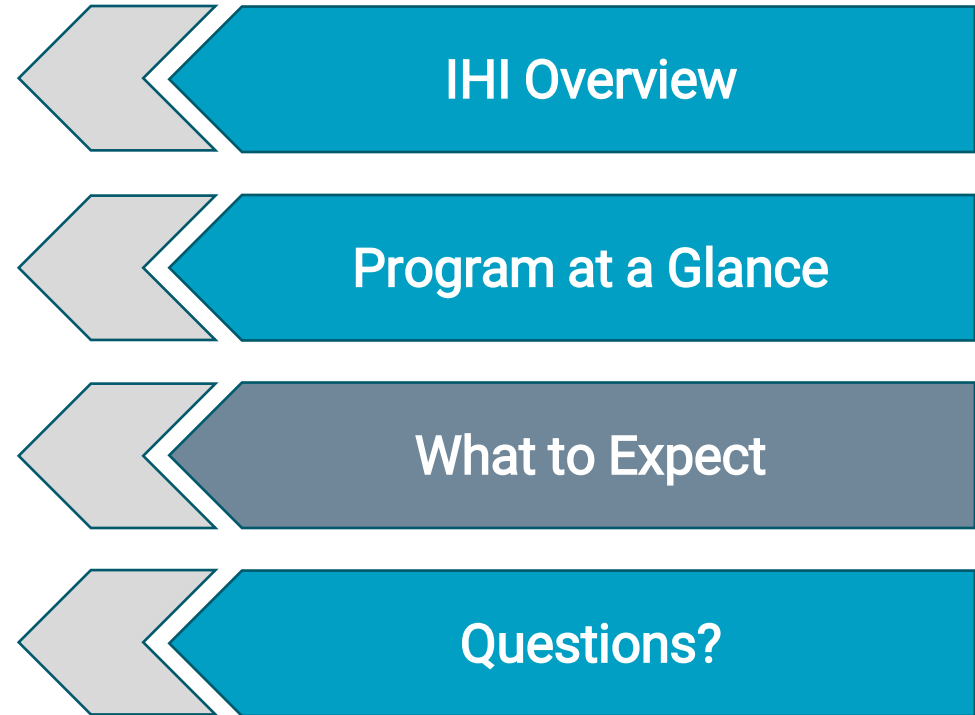 IHI Overview
Program at a Glance
What to Expect
Questions?